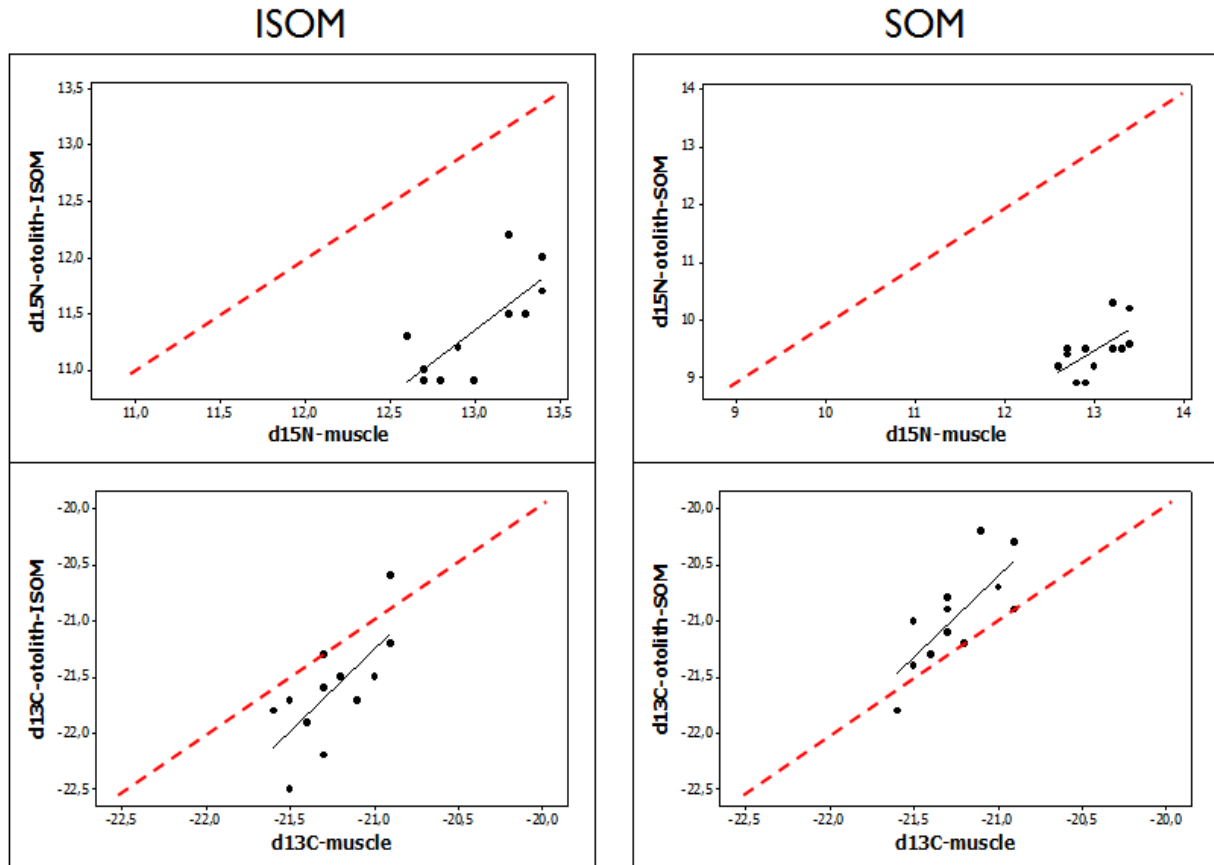 ISOM
SOM
13,5
13,0
12,5
12,0
11,5
11,0
d15N-otolith-ISOM
11,0 11,5 12,0 12,5 13,0 13,5
d15N-muscle
14
13
12
11
10
9
d15N-otolith-SOM
9 10 11 12 13 14
d15N-muscle
-20,0
-20,5
-21,0
-21,5
-22,0
-22,5
d13C-otolith-ISOM
-22,5 -22,0 -21,5 -21,0 -20,5 -20,0
d13C-muscle
-20,0
-20,5
-21,0
-21,5
-22,0
-22,5
d13C-otolith-SOM
-22,5 -22,0 -21,5 -21,0 -20,5 -20,0
d13C-muscle